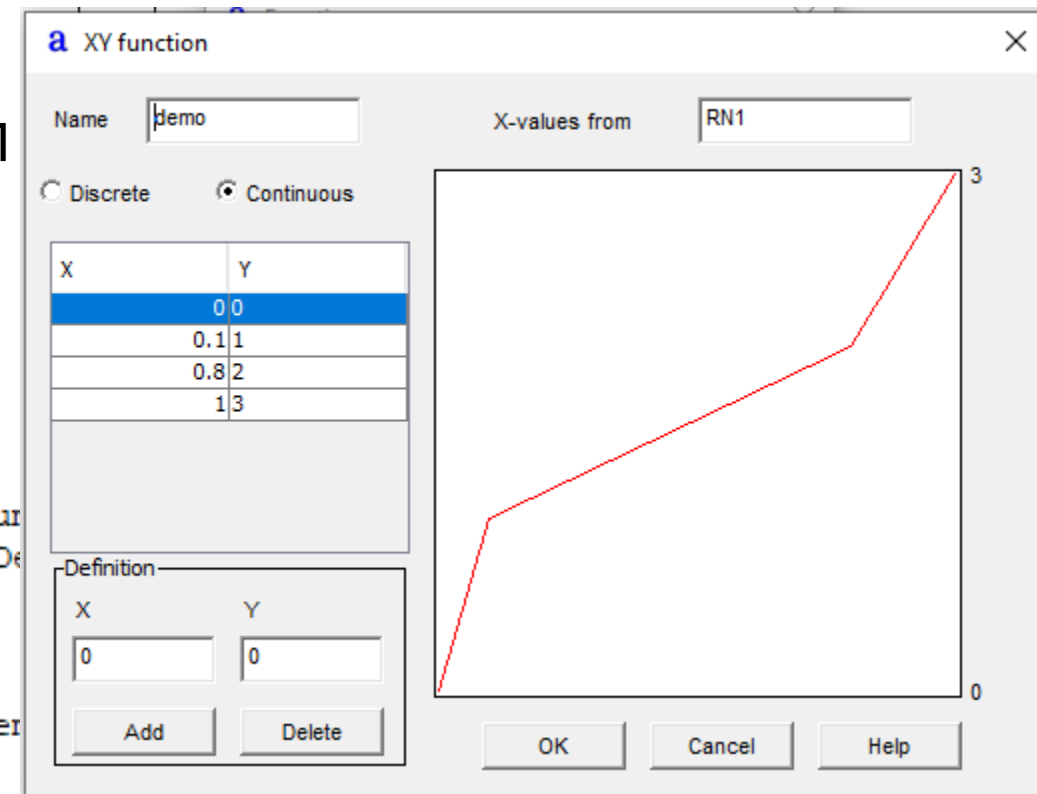 a XY function
Name demo X-values from RN1
Discrete Continuous
3
X Y
0 0
0.1 1
0.8 2
1 3
Definition
X Y
0 0
0
Add Delete OK Cancel Help